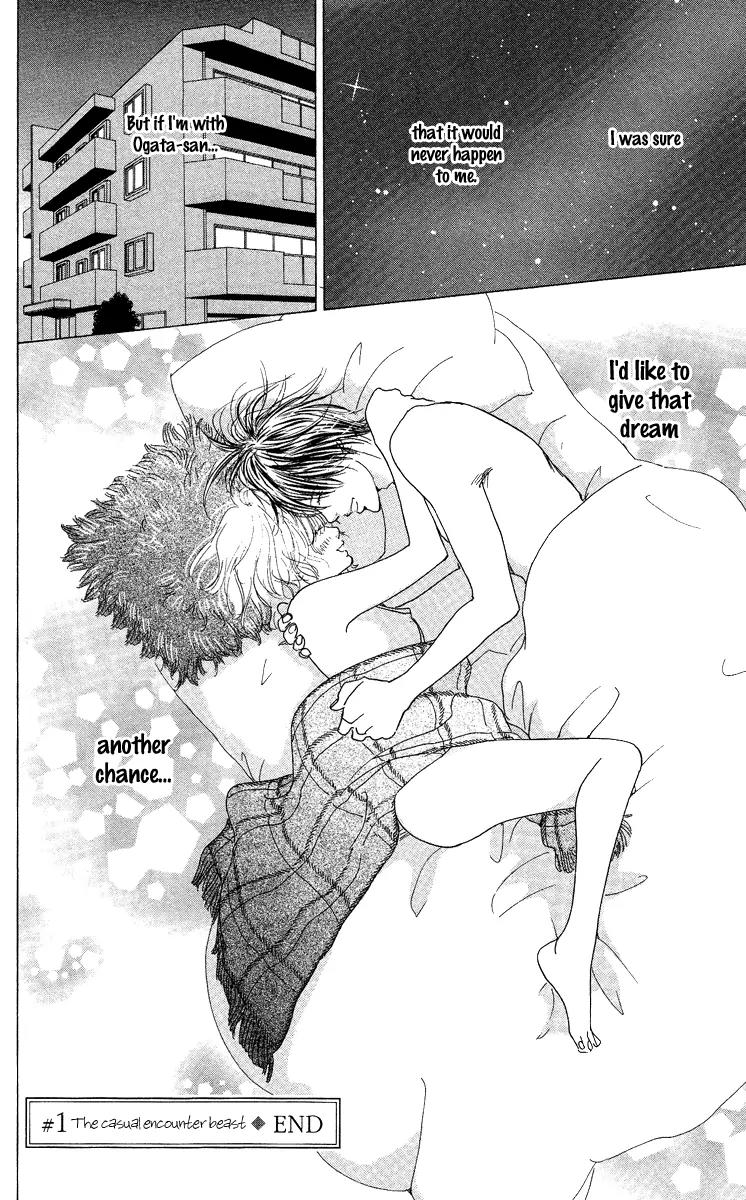 I was sure
that it would
never happen
to me.
But if I'm with
Ogata-san...
I'd like to
give that
dream
another
chance...
#1 The casual encounter beast ◆ END